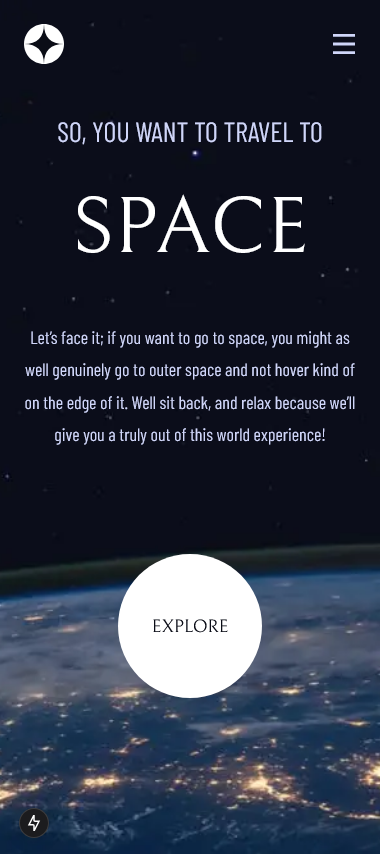 SO, YOU WANT TO TRAVEL TO
SPACE
Let’s face it; if you want to go to space, you might as
well genuinely go to outer space and not hover kind of
on the edge of it. Well sit back, and relax because we’ll
give you a truly out of this world experience!
EXPLORE